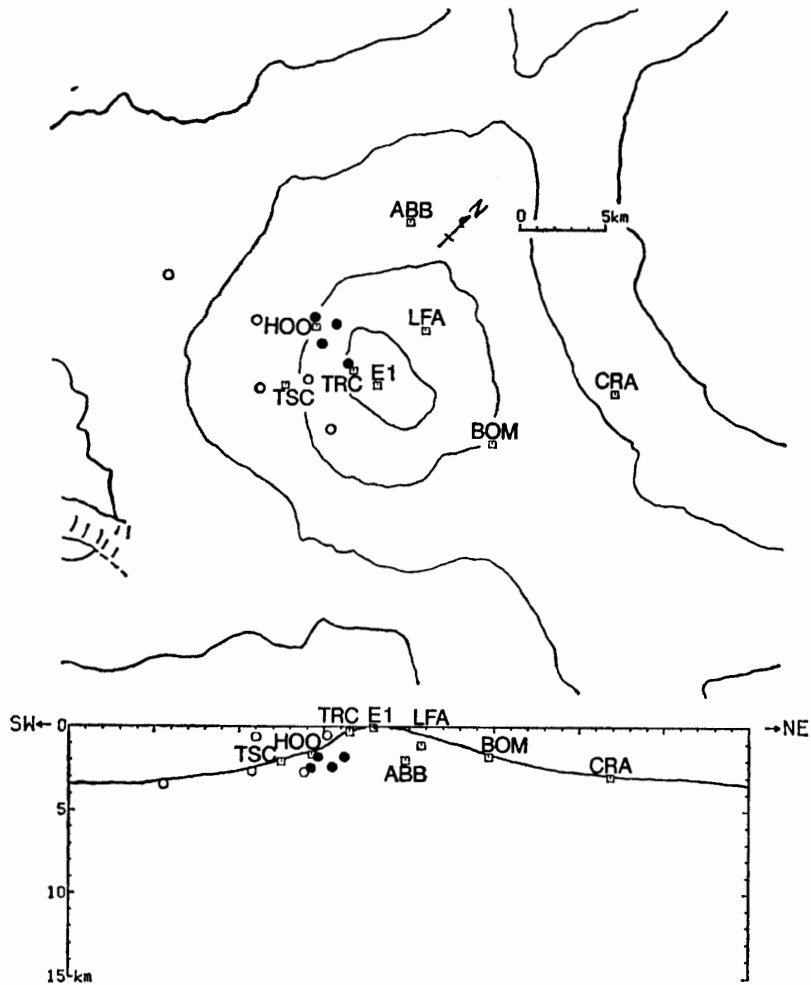 ABB
N
0 5km
HOO
LFA
TRC E1
TSC
CRA
BOM
SW 0 TRC E1 LFA NE
TSC HOO BOM
ABB CRA
5
10
15 km